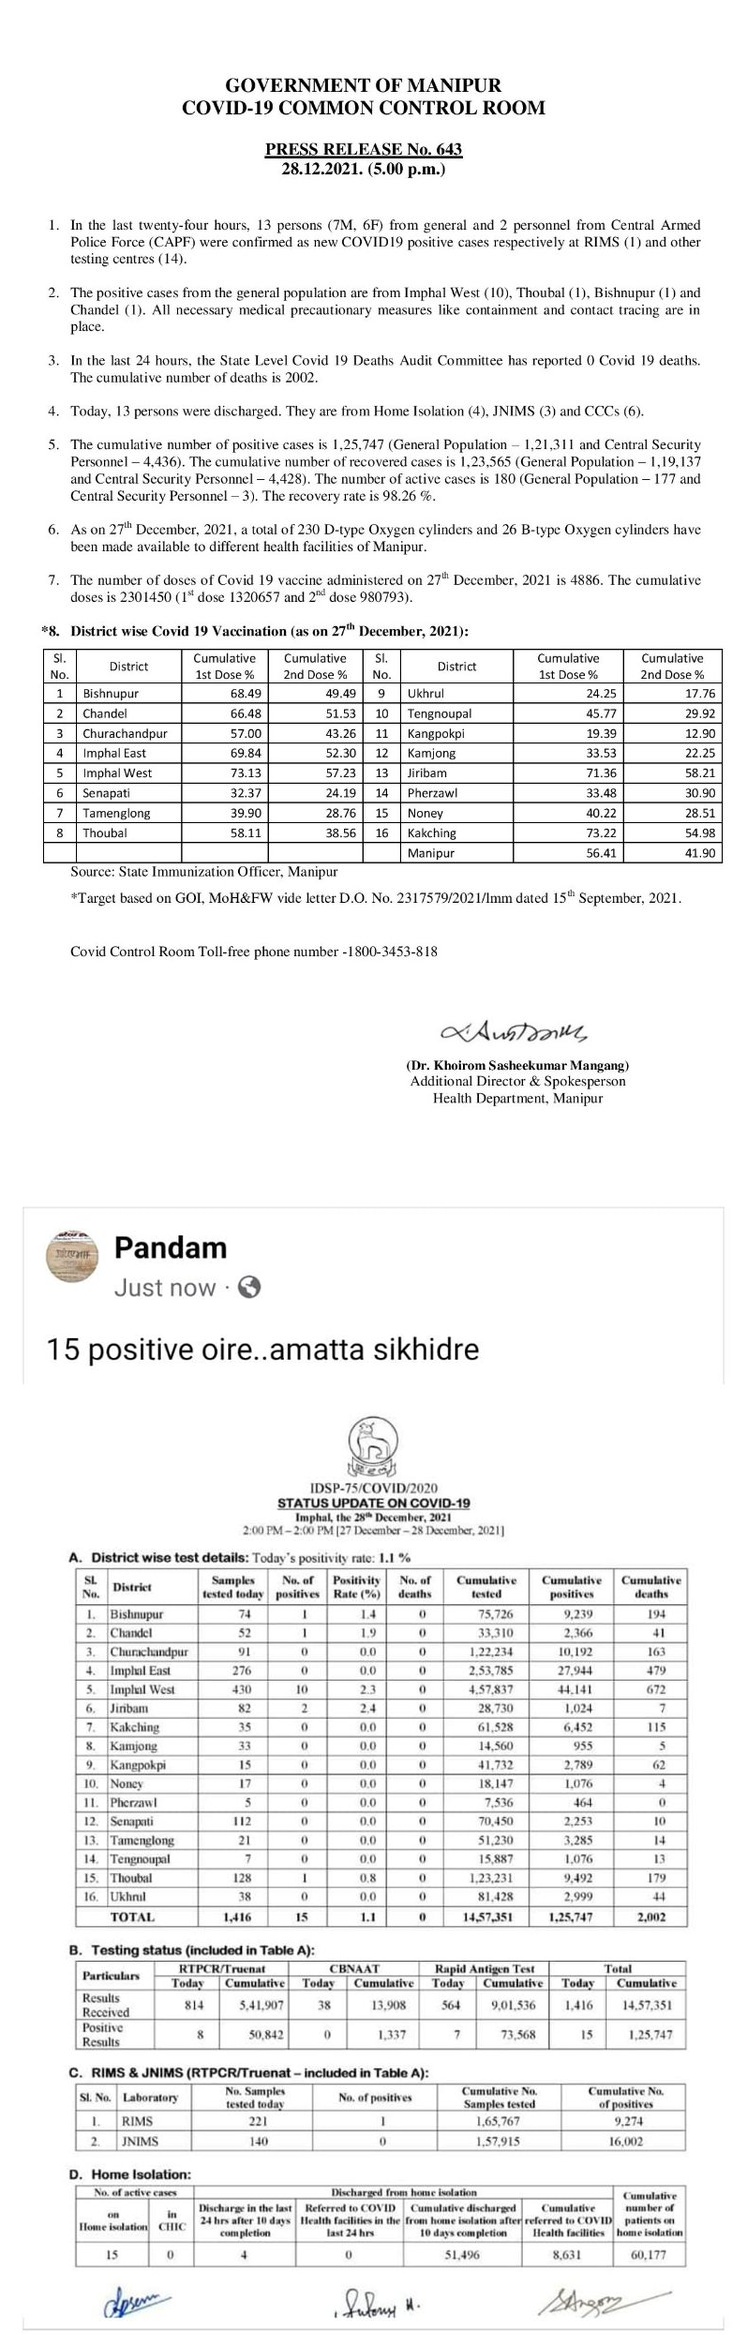 GOVERNMENT OF MANIPUR
COVID-19 COMMON CONTROL ROOM
PRESS RELEASE No. 643
28.12.2021. (5.00 p.m.)
1. In the last twenty-four hours, 13 persons (7M, 6F) from general and 2 personnel from Central Armed
Police Force (CAPF) were confirmed as new COVID19 positive cases respectively at RIMS (1) and other
testing centres (14).
2. The positive cases from the general population are from Imphal West (10), Thoubal (1), Bishnupur (1) and
Chandel (1). All necessary medical precautionary measures like containment and contact tracing are in
place.
3. In the last 24 hours, the State Level Covid 19 Deaths Audit Committee has reported 0 Covid 19 deaths.
The cumulative number of deaths is 2002.
4. Today, 13 persons were discharged. They are from Home Isolation (4), JNIMS (3) and CCCs (6).
5. The cumulative number of positive cases is 1,25,747 (General Population – 1,21,311 and Central Security
Personnel – 4,436). The cumulative number of recovered cases is 1,23,565 (General Population – 1,19,137
and Central Security Personnel – 4,428). The number of active cases is 180 (General Population – 177 and
Central Security Personnel – 3). The recovery rate is 98.26 %.
6. As on 27th December, 2021, a total of 230 D-type Oxygen cylinders and 26 B-type Oxygen cylinders have
been made available to different health facilities of Manipur.
7. The number of doses of Covid 19 vaccine administered on 27th December, 2021 is 4886. The cumulative
doses is 2301450 (1st dose 1320657 and 2nd dose 980793).
*8. District wise Covid 19 Vaccination (as on 27th December, 2021):
Sl. No. District Cumulative 1st Dose % Cumulative 2nd Dose % Sl. No. District Cumulative 1st Dose % Cumulative 2nd Dose %
1 Bishnupur 68.49 49.49 9 Ukhrul 24.25 17.76
2 Chandel 66.48 51.53 10 Tengnoupal 45.77 29.92
3 Churachandpur 57.00 43.26 11 Kangpokpi 19.39 12.90
4 Imphal East 69.84 52.30 12 Kamjong 33.53 22.25
5 Imphal West 73.13 57.23 13 Jiribam 71.36 58.21
6 Senapati 32.37 24.19 14 Pherzawl 33.48 30.90
7 Tamenglong 39.90 28.76 15 Noney 40.22 28.51
8 Thoubal 58.11 38.56 16 Kakching 73.22 54.98
Manipur 56.41 41.90
Source: State Immunization Officer, Manipur
*Target based on GOI, MoH&FW vide letter D.O. No. 2317579/2021/Imm dated 15th September, 2021.
Covid Control Room Toll-free phone number -1800-3453-818
(Dr. Khoirom Sasheekumar Mangang)
Additional Director & Spokesperson
Health Department, Manipur
Pandam
Just now ·
15 positive oire..amatta sikhidre
IDSP-75/COVID/2020
STATUS UPDATE ON COVID-19
Imphal, the 28th December, 2021
2:00 PM – 2:00 PM [27 December – 28 December, 2021]
A. District wise test details: Today's positivity rate: 1.1 %
Sl. No. District Samples tested today No. of positives Positivity Rate (%) No. of deaths Cumulative tested Cumulative positives Cumulative deaths
1. Bishnupur 74 1 1.4 0 75,726 9,239 194
2. Chandel 52 1 1.9 0 33,310 2,366 41
3. Churachandpur 91 0 0.0 0 1,22,234 10,192 163
4. Imphal East 276 0 0.0 0 2,53,785 27,944 479
5. Imphal West 430 10 2.3 0 4,57,837 44,141 672
6. Jiribam 82 2 2.4 0 28,730 1,024 7
7. Kakching 35 0 0.0 0 61,528 6,452 115
8. Kamjong 33 0 0.0 0 14,560 955 5
9. Kangpokpi 15 0 0.0 0 41,732 2,789 62
10. Noney 17 0 0.0 0 18,147 1,076 4
11. Pherzawl 5 0 0.0 0 7,536 464 0
12. Senapati 112 0 0.0 0 70,450 2,253 10
13. Tamenglong 21 0 0.0 0 51,230 3,285 14
14. Tengnoupal 7 0 0.0 0 15,887 1,076 13
15. Thoubal 128 1 0.8 0 1,23,231 9,492 179
16. Ukhrul 38 0 0.0 0 81,428 2,999 44
TOTAL 1,416 15 1.1 0 14,57,351 1,25,747 2,002
B. Testing status (included in Table A):
Particulars RTPCR/Truenat CBNAAT Rapid Antigen Test Total
Today Cumulative Today Cumulative Today Cumulative Today Cumulative
Results Received 814 5,41,907 38 13,908 564 9,01,536 1,416 14,57,351
Positive Results 8 50,842 0 1,337 7 73,568 15 1,25,747
C. RIMS & JNIMS (RTPCR/Truenat – included in Table A):
Sl. No. Laboratory No. Samples tested today No. of positives Cumulative No. Samples tested Cumulative No. of positives
1. RIMS 221 1 1,65,767 9,274
2. JNIMS 140 0 1,57,915 16,002
D. Home Isolation:
No. of active cases Discharged from home isolation Cumulative number of patients on home isolation
on Home isolation in CHC Discharge in the last 24 hrs after 10 days completion Referred to COVID Health facilities in the last 24 hrs Cumulative discharged from home isolation after 10 days completion Cumulative referred to COVID Health facilities
15 0 4 0 51,496 8,631 60,177